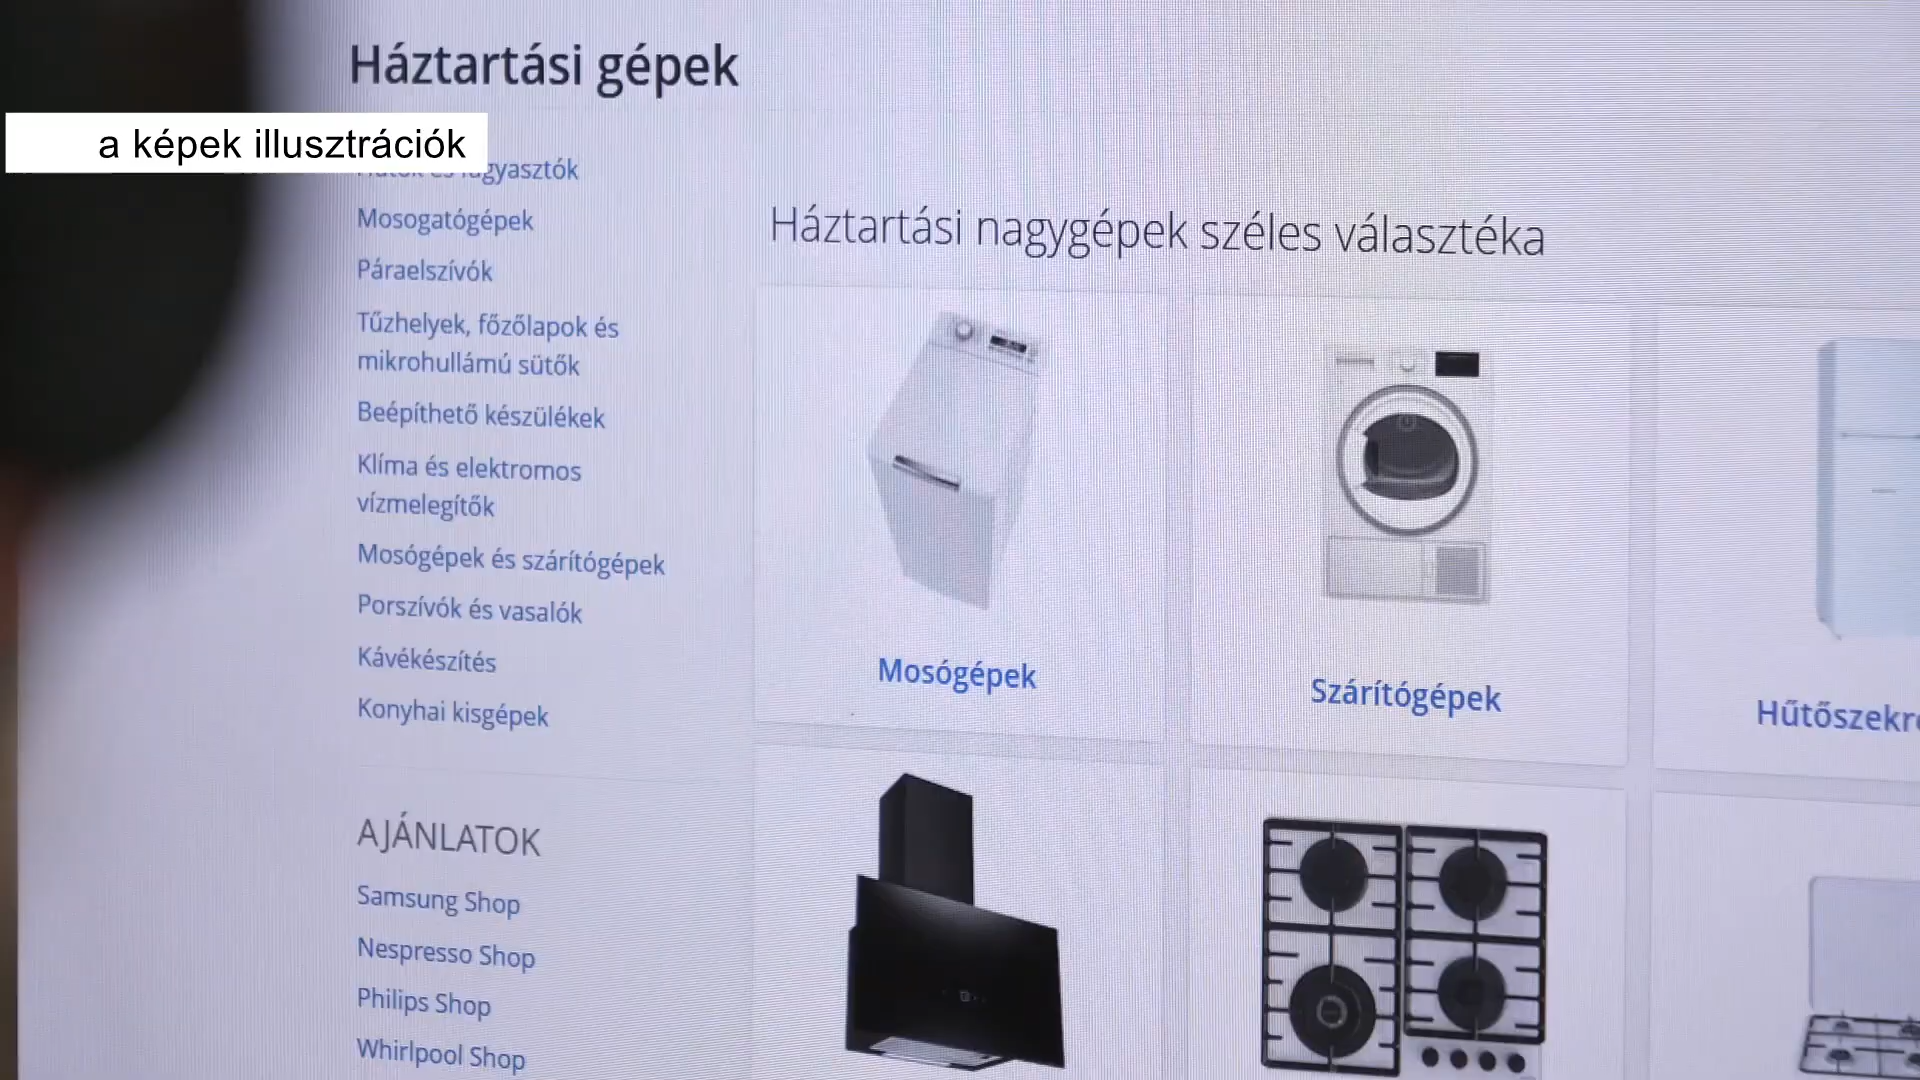 Háztartási gépek
a képek illusztrációk
Mosogatógépek
Páraelszívók
Tűzhelyek, főzőlapok és
mikrohullámú sütők
Beépíthető készülékek
Klíma és elektromos
vízmelegítők
Mosógépek és szárítógépek
Porszívók és vasalók
Kávékészítés
Konyhai kisgépek
AJÁNLATOK
Samsung Shop
Nespresso Shop
Philips Shop
Whirlpool Shop
Háztartási nagygépek széles választéka
Mosógépek
Szárítógépek